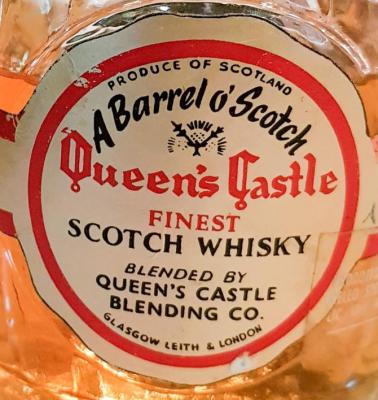 PRODUCE OF SCOTLAND
A Barrel o' Scotch
Queen's Castle
FINEST
SCOTCH WHISKY
BLENDED BY
QUEEN'S CASTLE
BLENDING CO.
GLASGOW LEITH & LONDON